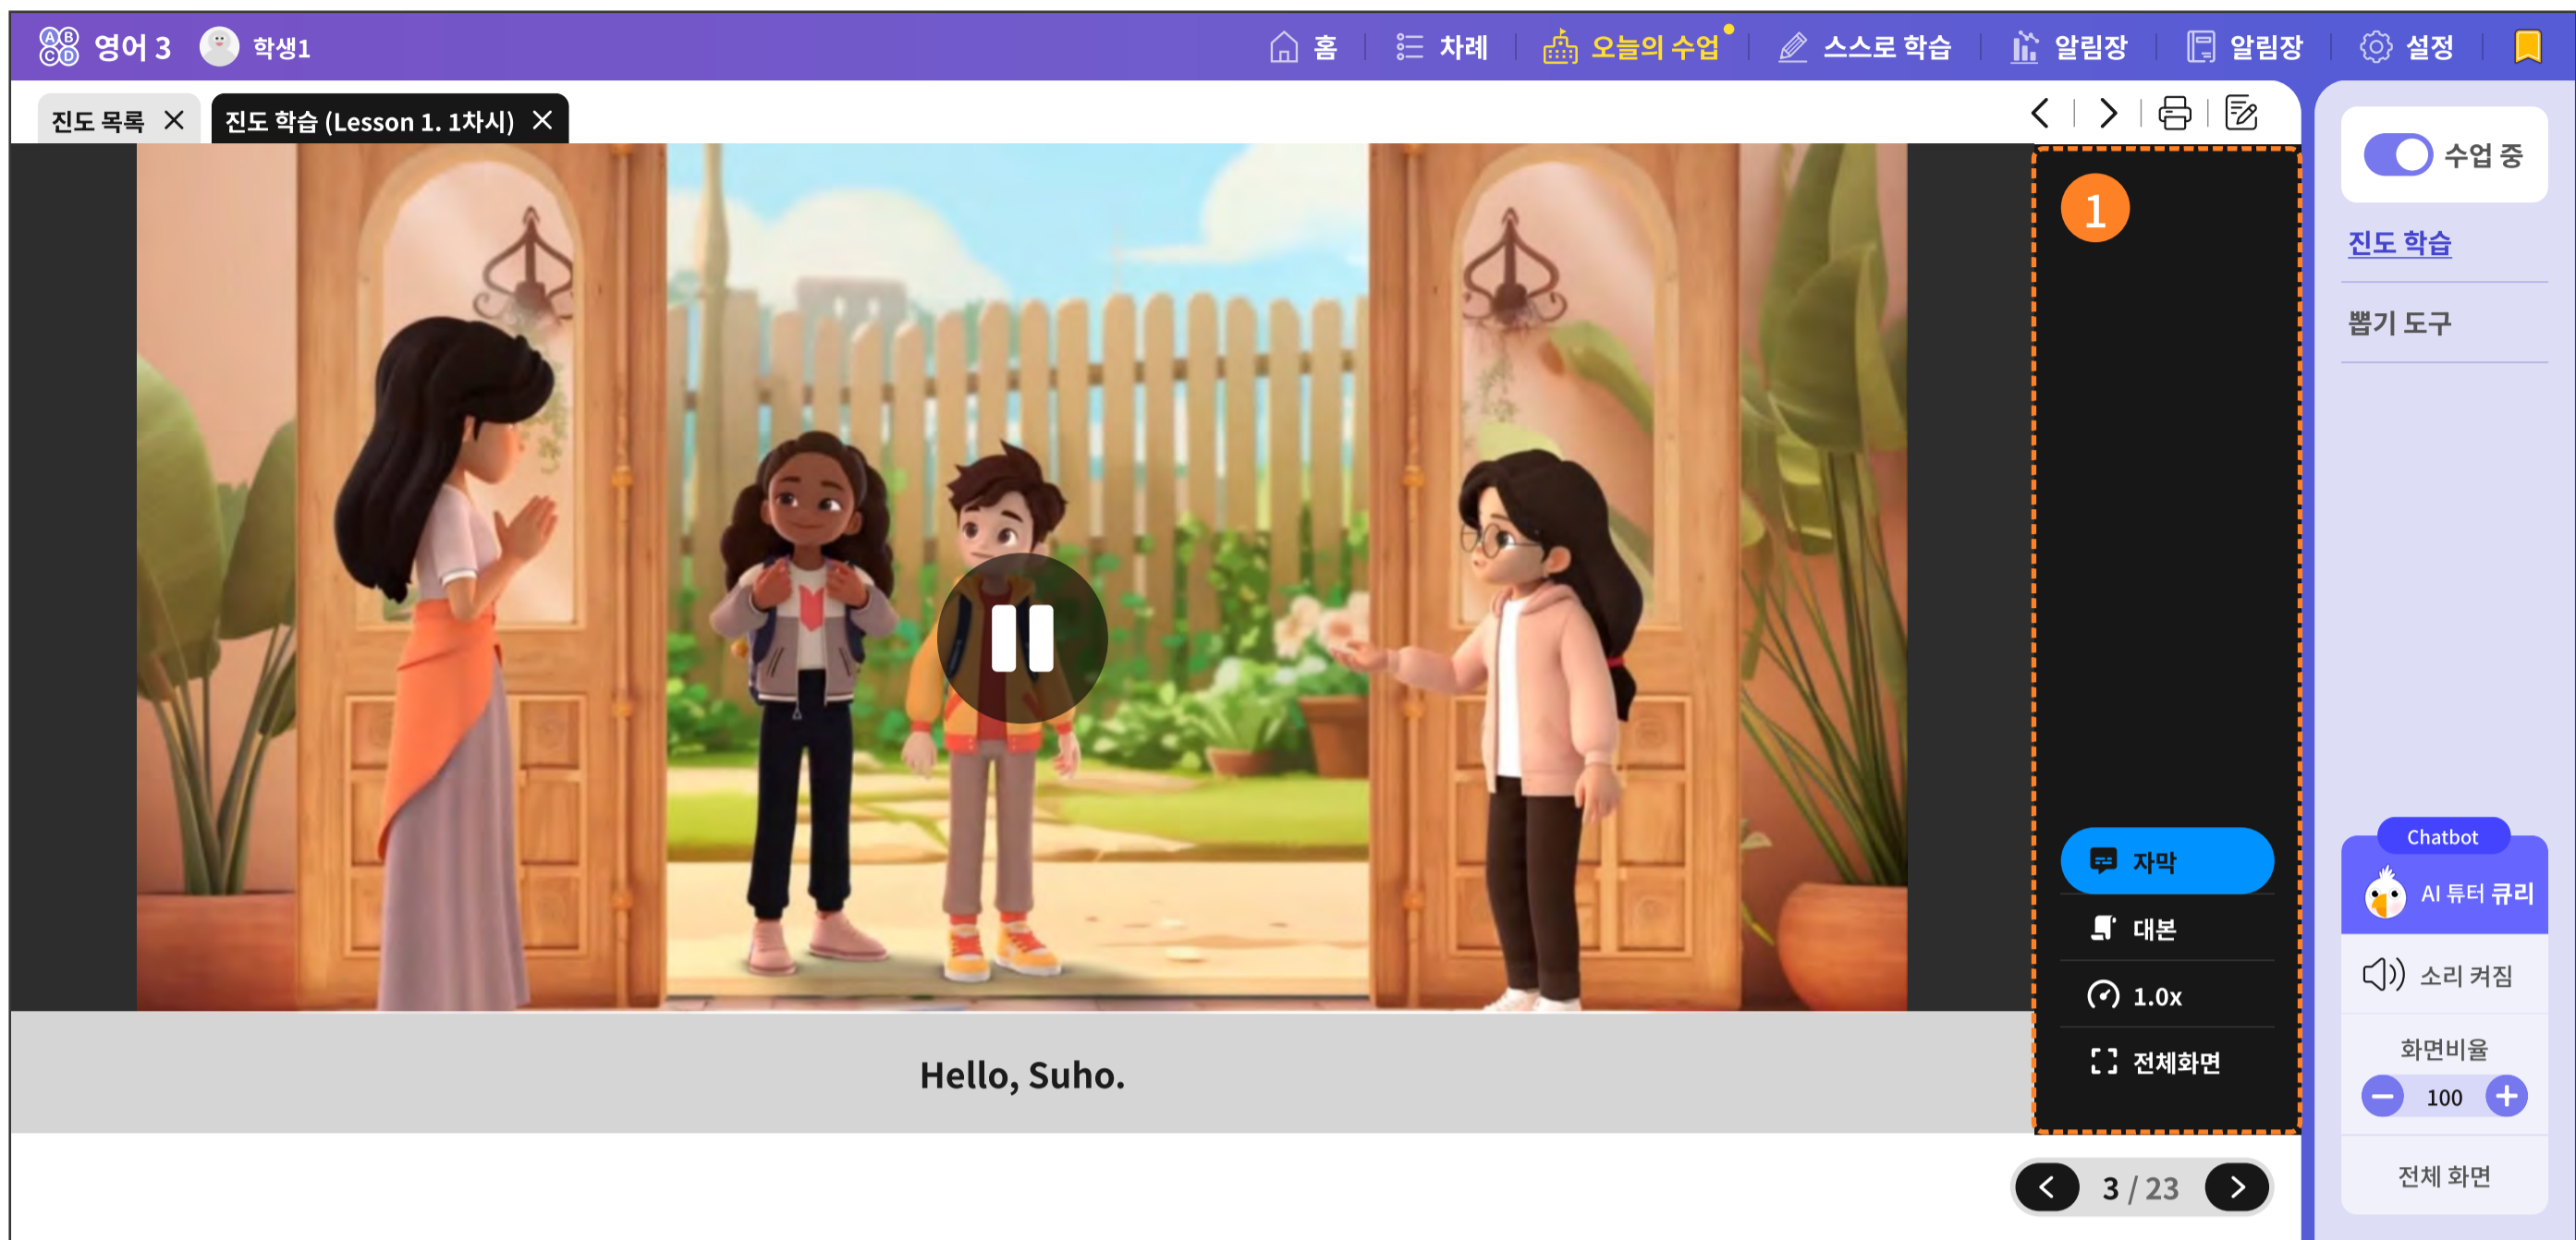 영어 3 학생1 홈 차례 오늘의 수업 스스로 학습 알림장 알림장 설정
진도 목록 진도 학습 (Lesson 1. 1차시)
수업 중
1
진도 학습
뽑기 도구
Chatbot
자막
AI 튜터 큐리
대본
소리 켜짐
1.0x
화면비율
전체화면
Hello, Suho.
100
3 / 23
전체 화면